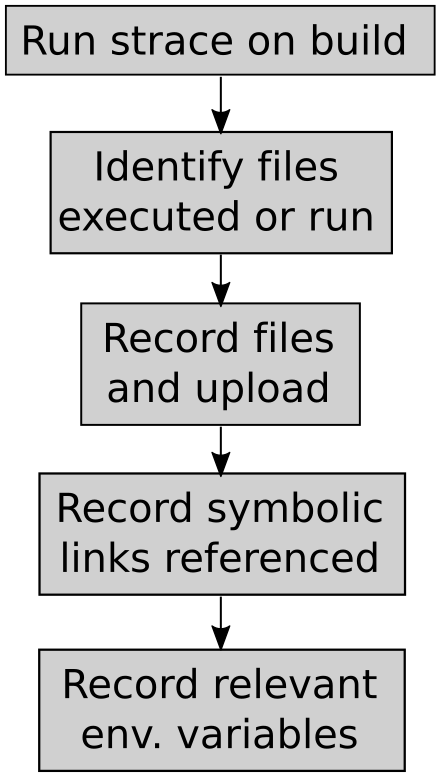 Run strace on build
Identify files
executed or run
Record files
and upload
Record symbolic
links referenced
Record relevant
env. variables